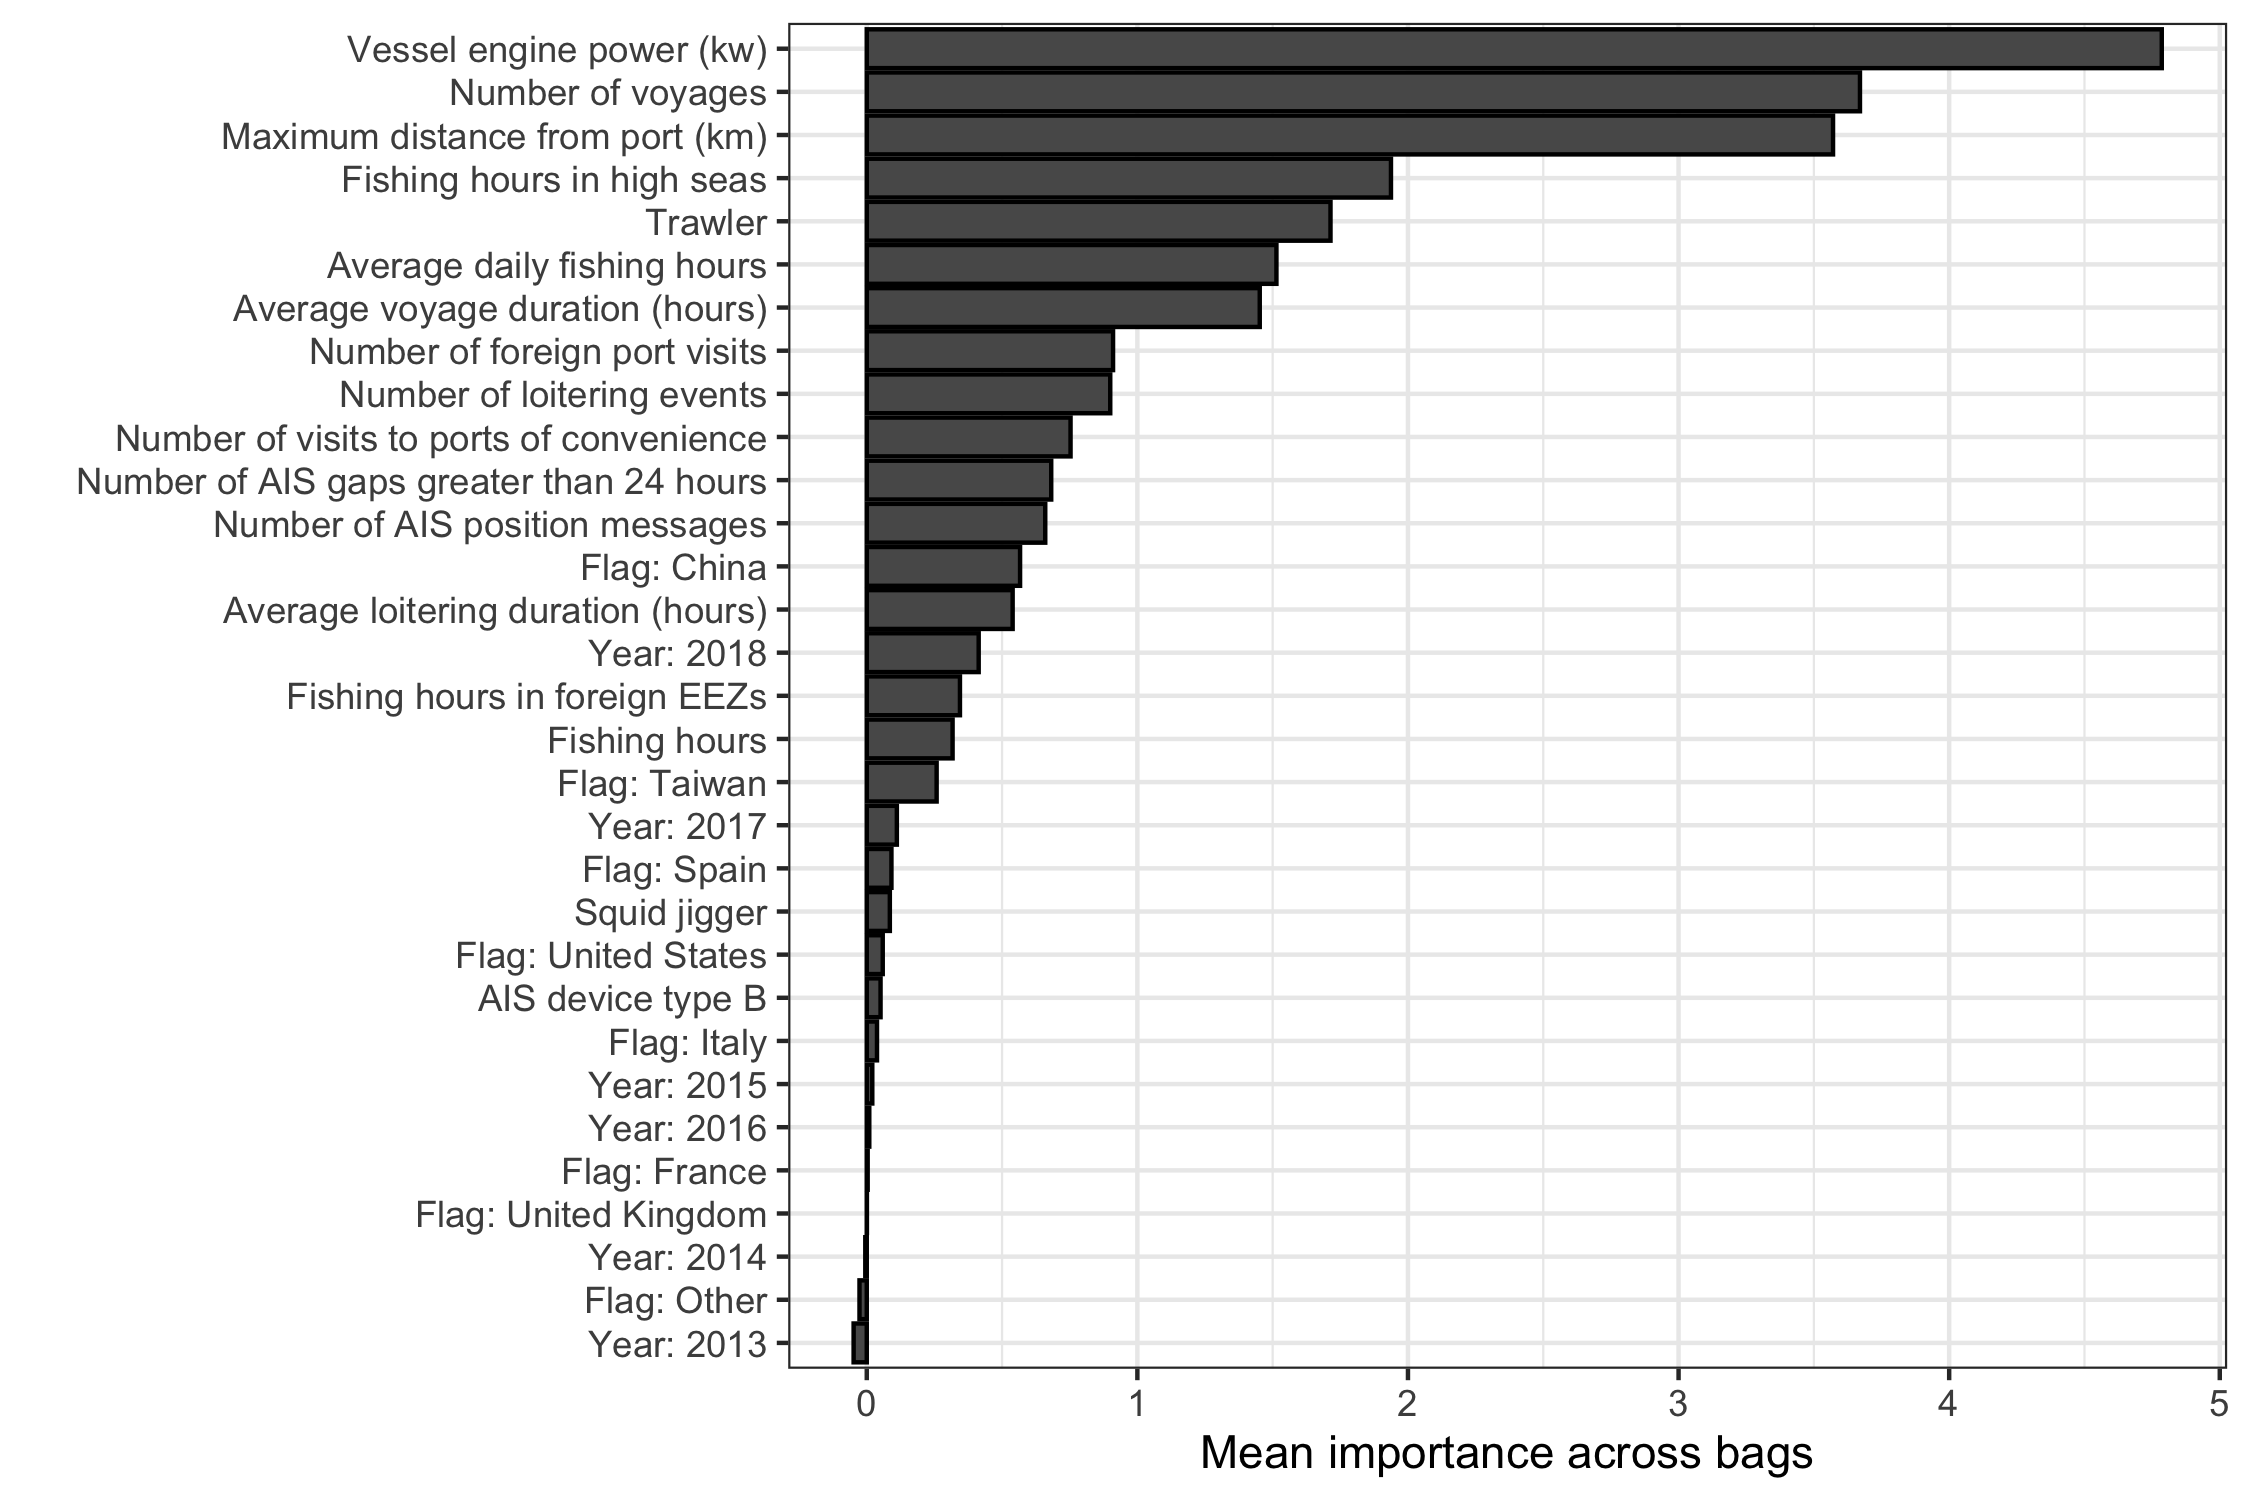 Vessel engine power (kw)
Number of voyages
Maximum distance from port (km)
Fishing hours in high seas
Trawler
Average daily fishing hours
Average voyage duration (hours)
Number of foreign port visits
Number of loitering events
Number of visits to ports of convenience
Number of AIS gaps greater than 24 hours
Number of AIS position messages
Flag: China
Average loitering duration (hours)
Year: 2018
Fishing hours in foreign EEZs
Fishing hours
Flag: Taiwan
Year: 2017
Flag: Spain
Squid jigger
Flag: United States
AIS device type B
Flag: Italy
Year: 2015
Year: 2016
Flag: France
Flag: United Kingdom
Year: 2014
Flag: Other
Year: 2013
0 1 2 3 4 5
Mean importance across bags